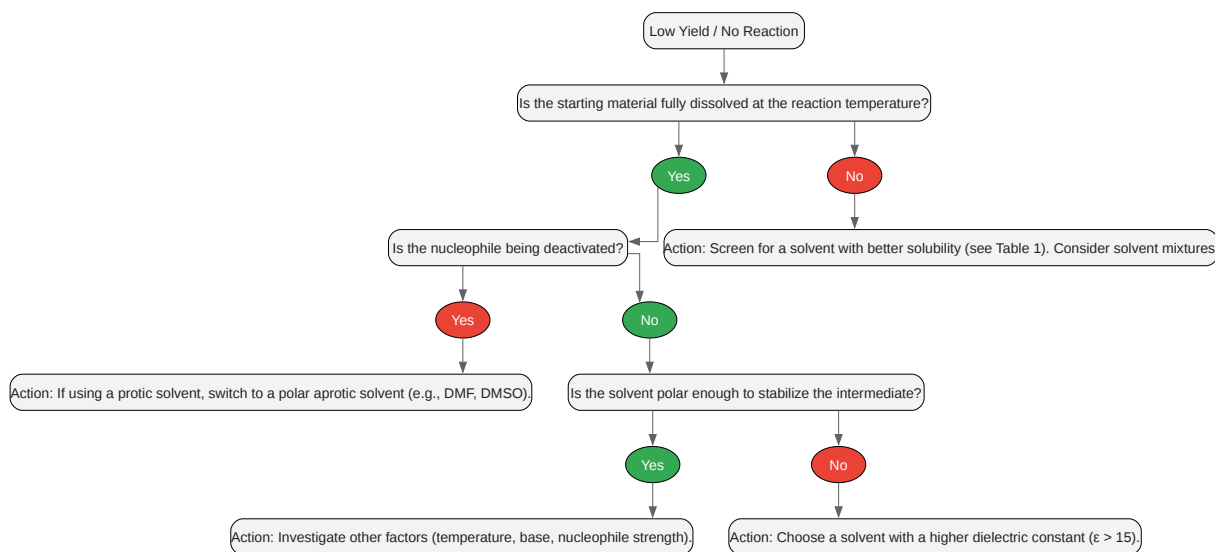 Low Yield / No Reaction
Is the starting material fully dissolved at the reaction temperature?
Yes
No
Is the nucleophile being deactivated?
Action: Screen for a solvent with better solubility (see Table 1). Consider solvent mixtures
Yes
No
Action: If using a protic solvent, switch to a polar aprotic solvent (e.g., DMF, DMSO).
Is the solvent polar enough to stabilize the intermediate?
Yes
No
Action: Investigate other factors (temperature, base, nucleophile strength).
Action: Choose a solvent with a higher dielectric constant (ε > 15).